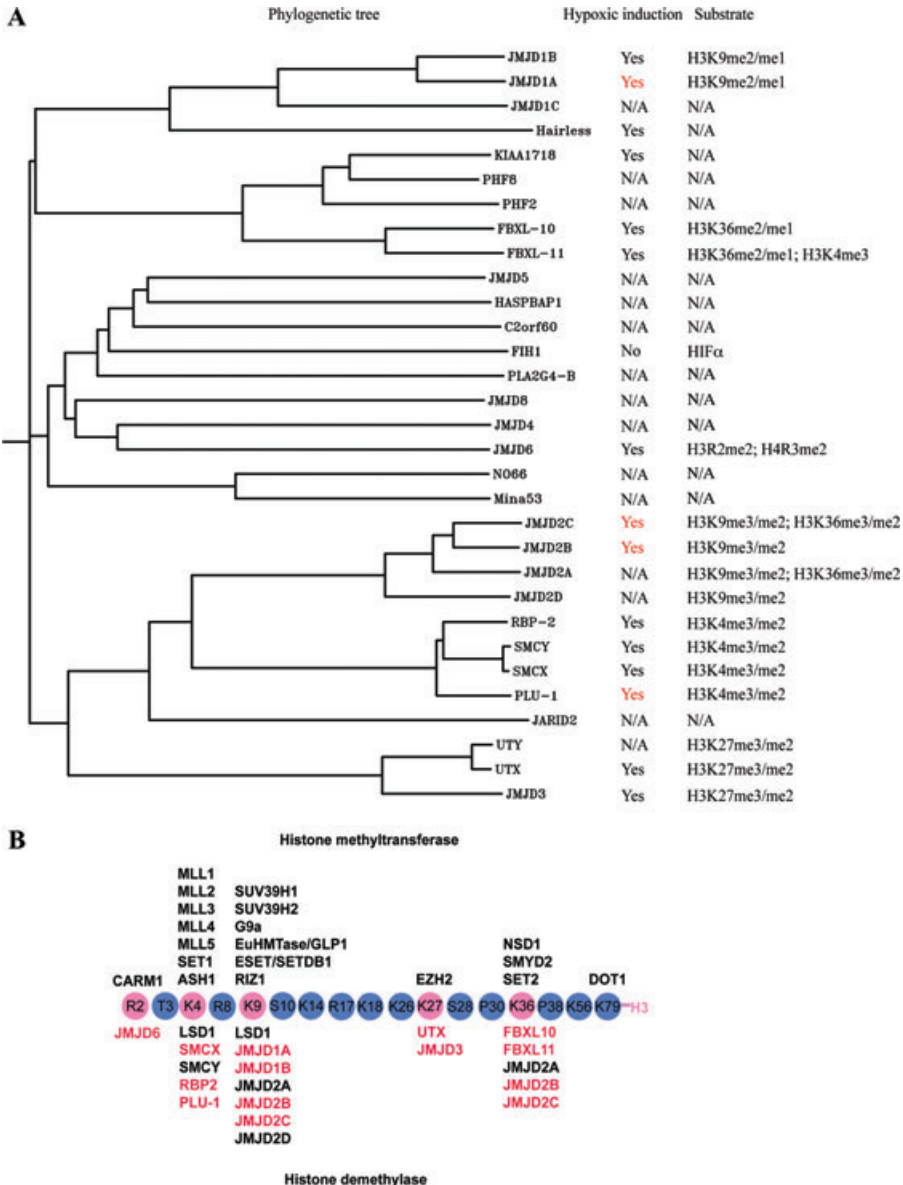 A
Phylogenetic tree Hypoxic induction Substrate
JMJD1B Yes H3K9me2/me1
JMJD1A Yes H3K9me2/me1
JMJD1C N/A N/A
Hairless Yes N/A
KIAA1718 Yes N/A
PHF8 N/A N/A
PHF2 N/A N/A
FBXL-10 Yes H3K36me2/me1
FBXL-11 Yes H3K36me2/me1; H3K4me3
JMJD5 N/A N/A
HASPBAP1 N/A N/A
C2orf60 N/A N/A
FIH1 No HIFα
PLA2G4-B N/A N/A
JMJD8 N/A N/A
JMJD4 N/A N/A
JMJD6 Yes H3R2me2; H4R3me2
NO66 N/A N/A
Mina53 N/A N/A
JMJD2C Yes H3K9me3/me2; H3K36me3/me2
JMJD2B Yes H3K9me3/me2
JMJD2A N/A H3K9me3/me2; H3K36me3/me2
JMJD2D N/A H3K9me3/me2
RBP-2 Yes H3K4me3/me2
SMCY Yes H3K4me3/me2
SMCX Yes H3K4me3/me2
PLU-1 Yes H3K4me3/me2
JARID2 N/A N/A
UTY N/A H3K27me3/me2
UTX Yes H3K27me3/me2
JMJD3 Yes H3K27me3/me2
B
Histone methyltransferase
MLL1
MLL2 SUV39H1
MLL3 SUV39H2
MLL4 G9a
MLL5 EuHMTase/GLP1 NSD1
SET1 ESET/SETDB1 SMYD2
CARM1 ASH1 RIZ1 EZH2 SET2 DOT1
R2 T3 K4 R8 K9 S10 K14 R17 K18 K26 K27 S28 P30 K36 P38 K56 K79 H3
JMJD6 LSD1 LSD1 UTX FBXL10
SMCX JMJD1A JMJD3 FBXL11
SMCY JMJD1B JMJD2A
RBP2 JMJD2A JMJD2B
PLU-1 JMJD2B JMJD2C
JMJD2C
JMJD2D
Histone demethylase